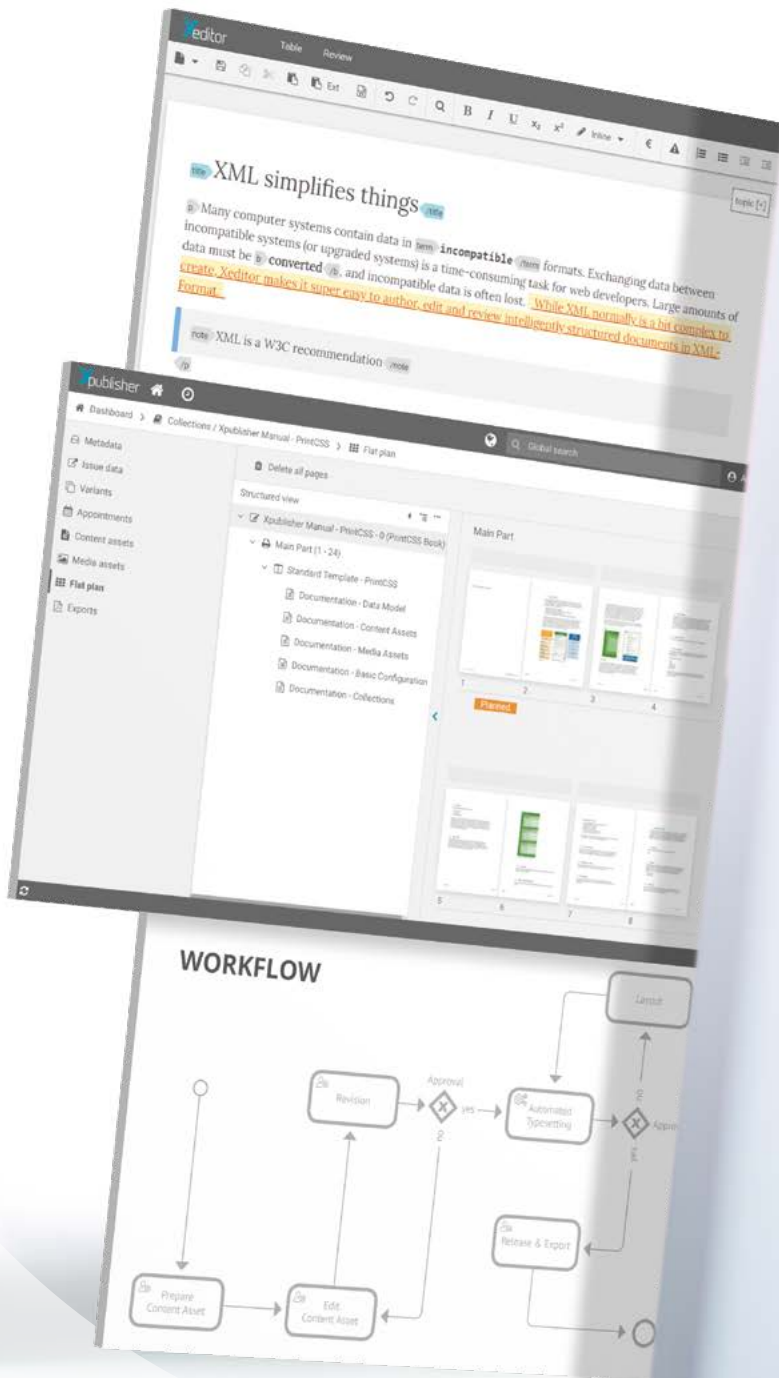 Xeditor
Table
Review
Ext
B I U x₂ x² Inline €
topic [+]
title XML simplifies things /title
p Many computer systems contain data in term incompatible /term formats. Exchanging data between
incompatible systems (or upgraded systems) is a time-consuming task for web developers. Large amounts of
data must be b converted /b, and incompatible data is often lost. While XML normally is a bit complex to
create, Xeditor makes it super easy to author, edit and review intelligently structured documents in XML-
Format.
note XML is a W3C recommendation /note
/p
Xpublisher
Global search
Dashboard > Collections / Xpublisher Manual - PrintCSS > Flat plan
Metadata
Issue data
Variants
Appointments
Content assets
Media assets
Flat plan
Exports
Delete all pages
Structured view
Xpublisher Manual - PrintCSS - 0 (PrintCSS Book)
Main Part (1 - 24)
Standard Template - PrintCSS
Documentation - Data Model
Documentation - Content Assets
Documentation - Media Assets
Documentation - Basic Configuration
Documentation - Collections
Main Part
1
2
3
4
Planned
5
6
7
8
WORKFLOW
Layout
Revision
Approval
yes
no
Automated
Typesetting
no
Release & Export
Prepare
Content Asset
Edit
Content Asset